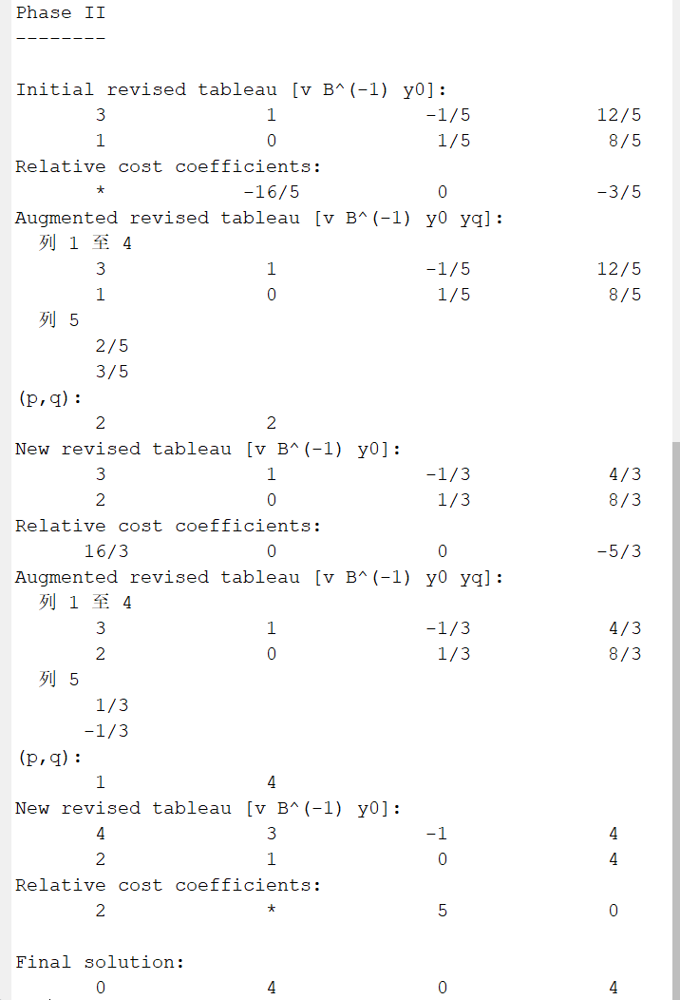 Phase II
--------
Initial revised tableau [v B^(-1) y0]:
3 1 -1/5 12/5
1 0 1/5 8/5
Relative cost coefficients:
* -16/5 0 -3/5
Augmented revised tableau [v B^(-1) y0 yq]:
列 1 至 4
3 1 -1/5 12/5
1 0 1/5 8/5
列 5
2/5
3/5
(p,q):
2 2
New revised tableau [v B^(-1) y0]:
3 1 -1/3 4/3
2 0 1/3 8/3
Relative cost coefficients:
16/3 0 0 -5/3
Augmented revised tableau [v B^(-1) y0 yq]:
列 1 至 4
3 1 -1/3 4/3
2 0 1/3 8/3
列 5
1/3
-1/3
(p,q):
1 4
New revised tableau [v B^(-1) y0]:
4 3 -1 4
2 1 0 4
Relative cost coefficients:
2 * 5 0
Final solution:
0 4 0 4